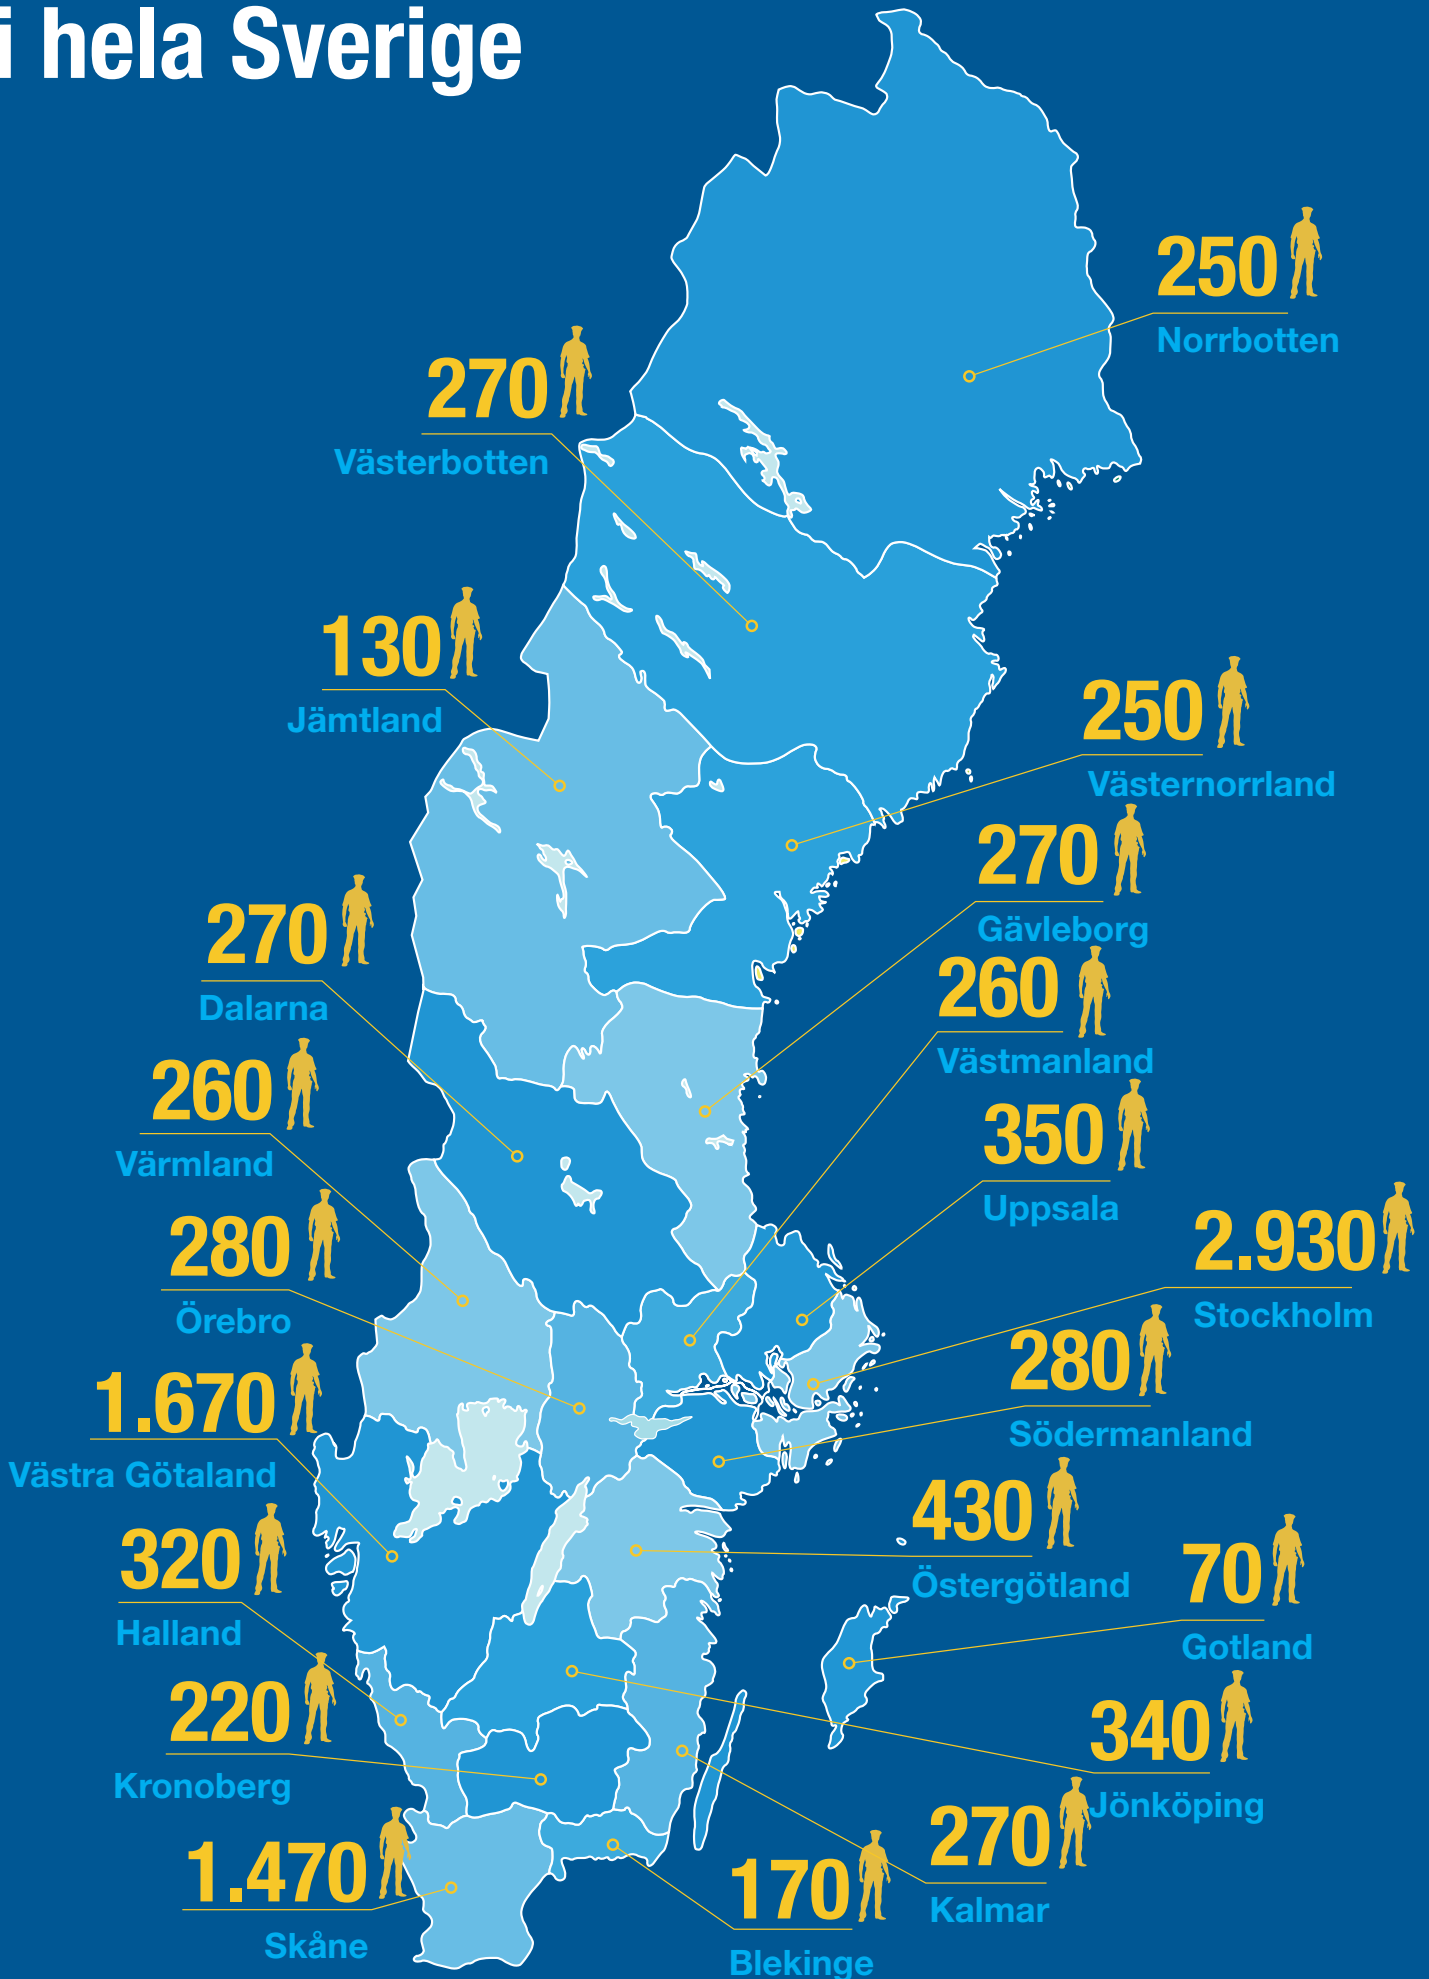 i hela Sverige
250
Norrbotten
270
Västerbotten
130
Jämtland
250
Västernorrland
270
Gävleborg
270
Dalarna
260
Västmanland
260
Värmland
350
Uppsala
280
Örebro
2.930
Stockholm
280
Södermanland
1.670
Västra Götaland
430
Östergötland
320
Halland
70
Gotland
220
Kronoberg
340
Jönköping
270
Kalmar
1.470
Skåne
170
Blekinge